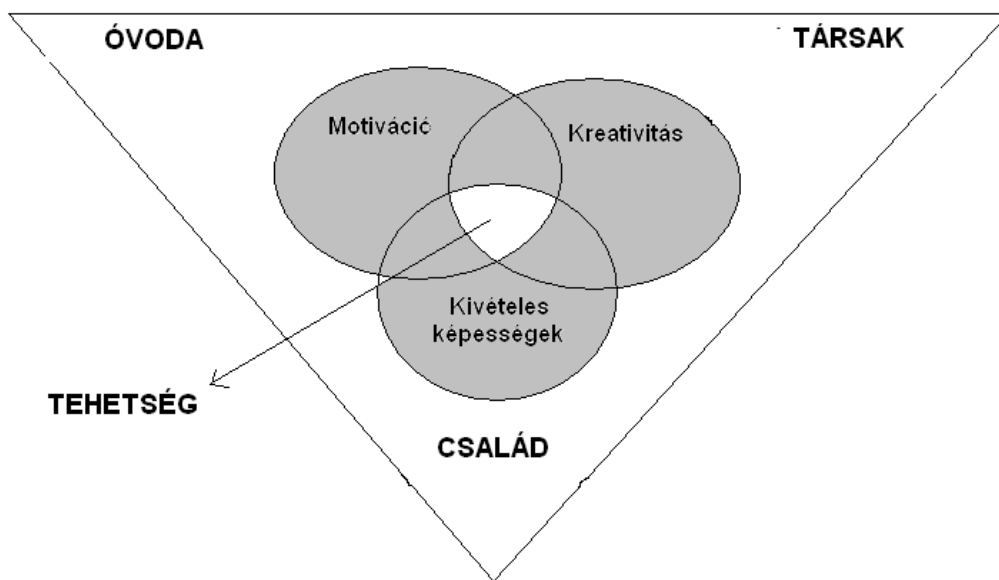 ÓVODA
TÁRSAK
Motiváció
Kreativitás
Kivételes
képességek
TEHETSÉG
CSALÁD